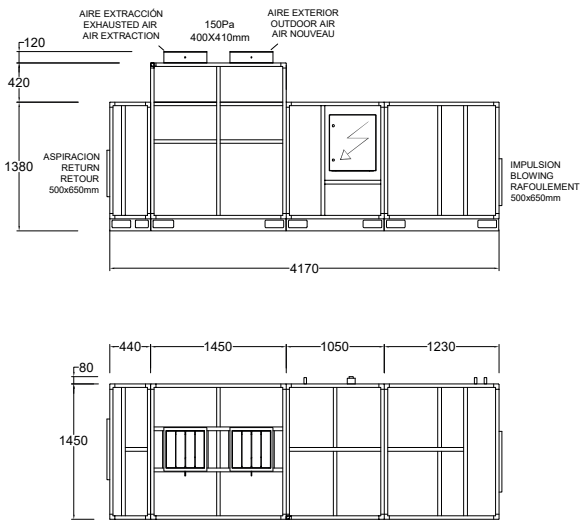 AIRE EXTRACCIÓN
EXHAUSTED AIR
AIR EXTRACTION
150Pa
400X410mm
AIRE EXTERIOR
OUTDOOR AIR
AIR NOUVEAU
120
420
1380
ASPIRACION
RETURN
RETOUR
500x650mm
IMPULSION
BLOWING
RAFOULEMENT
500x650mm
4170
440
1450
1050
1230
80
1450